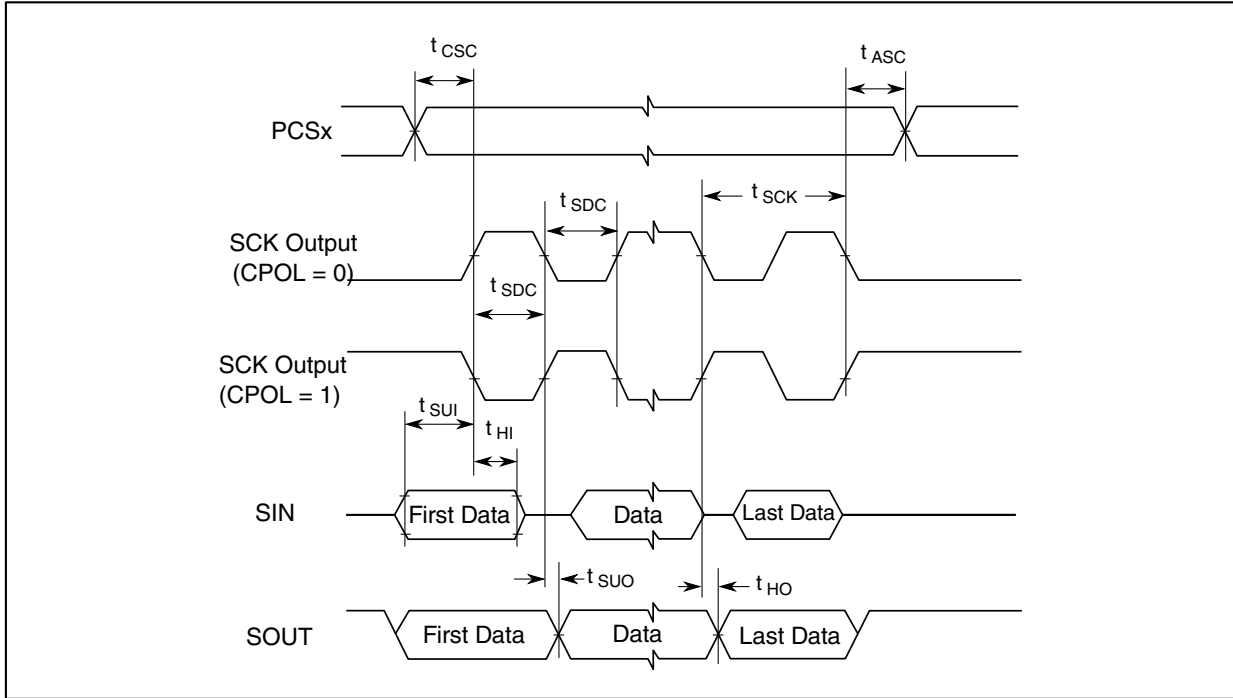 t CSC
t ASC
PCSx
t SCK
t SDC
SCK Output
(CPOL = 0)
t SDC
SCK Output
(CPOL = 1)
t SUI
t HI
SIN
First Data
Data
Last Data
t SUO
t HO
SOUT
First Data
Data
Last Data